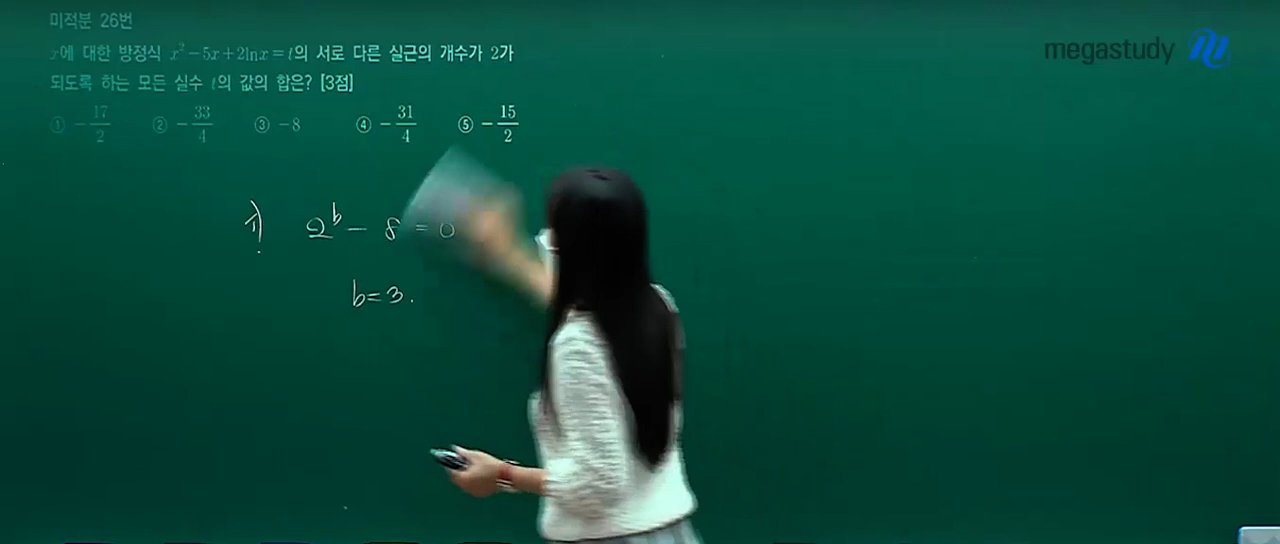 미적분 26번
megastudy
x에 대한 방정식 x²−5x+2lnx=t의 서로 다른 실근의 개수가 2가
되도록 하는 모든 실수 t의 값의 합은? [3점]
① −17/2 ② −33/4 ③ −8 ④ −31/4 ⑤ −15/2
2^b − 8 = 0
b=3.